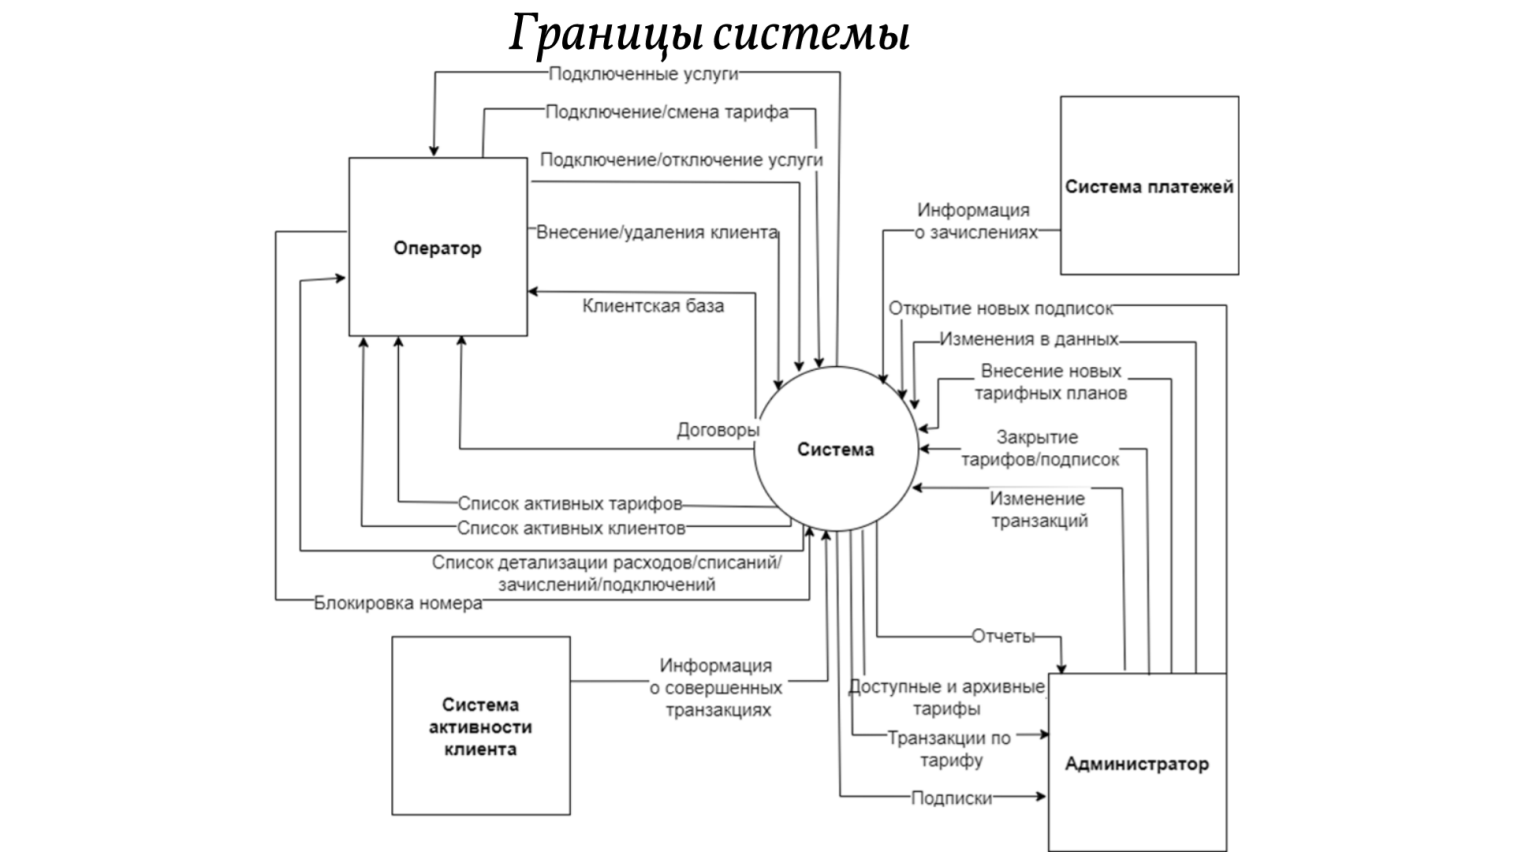 Границы системы
Подключенные услуги
Подключение/смена тарифа
Подключение/отключение услуги
Система платежей
Информация
о зачислениях
Внесение/удаления клиента
Оператор
Клиентская база
Открытие новых подписок
Изменения в данных
Внесение новых
тарифных планов
Договоры
Система
Закрытие
тарифов/подписок
Изменение
транзакций
Список активных тарифов
Список активных клиентов
Список детализации расходов/списаний/
зачислений/подключений
Блокировка номера
Отчеты
Информация
о совершенных
транзакциях
Система
активности
клиента
Доступные и архивные
тарифы
Транзакции по
тарифу
Администратор
Подписки